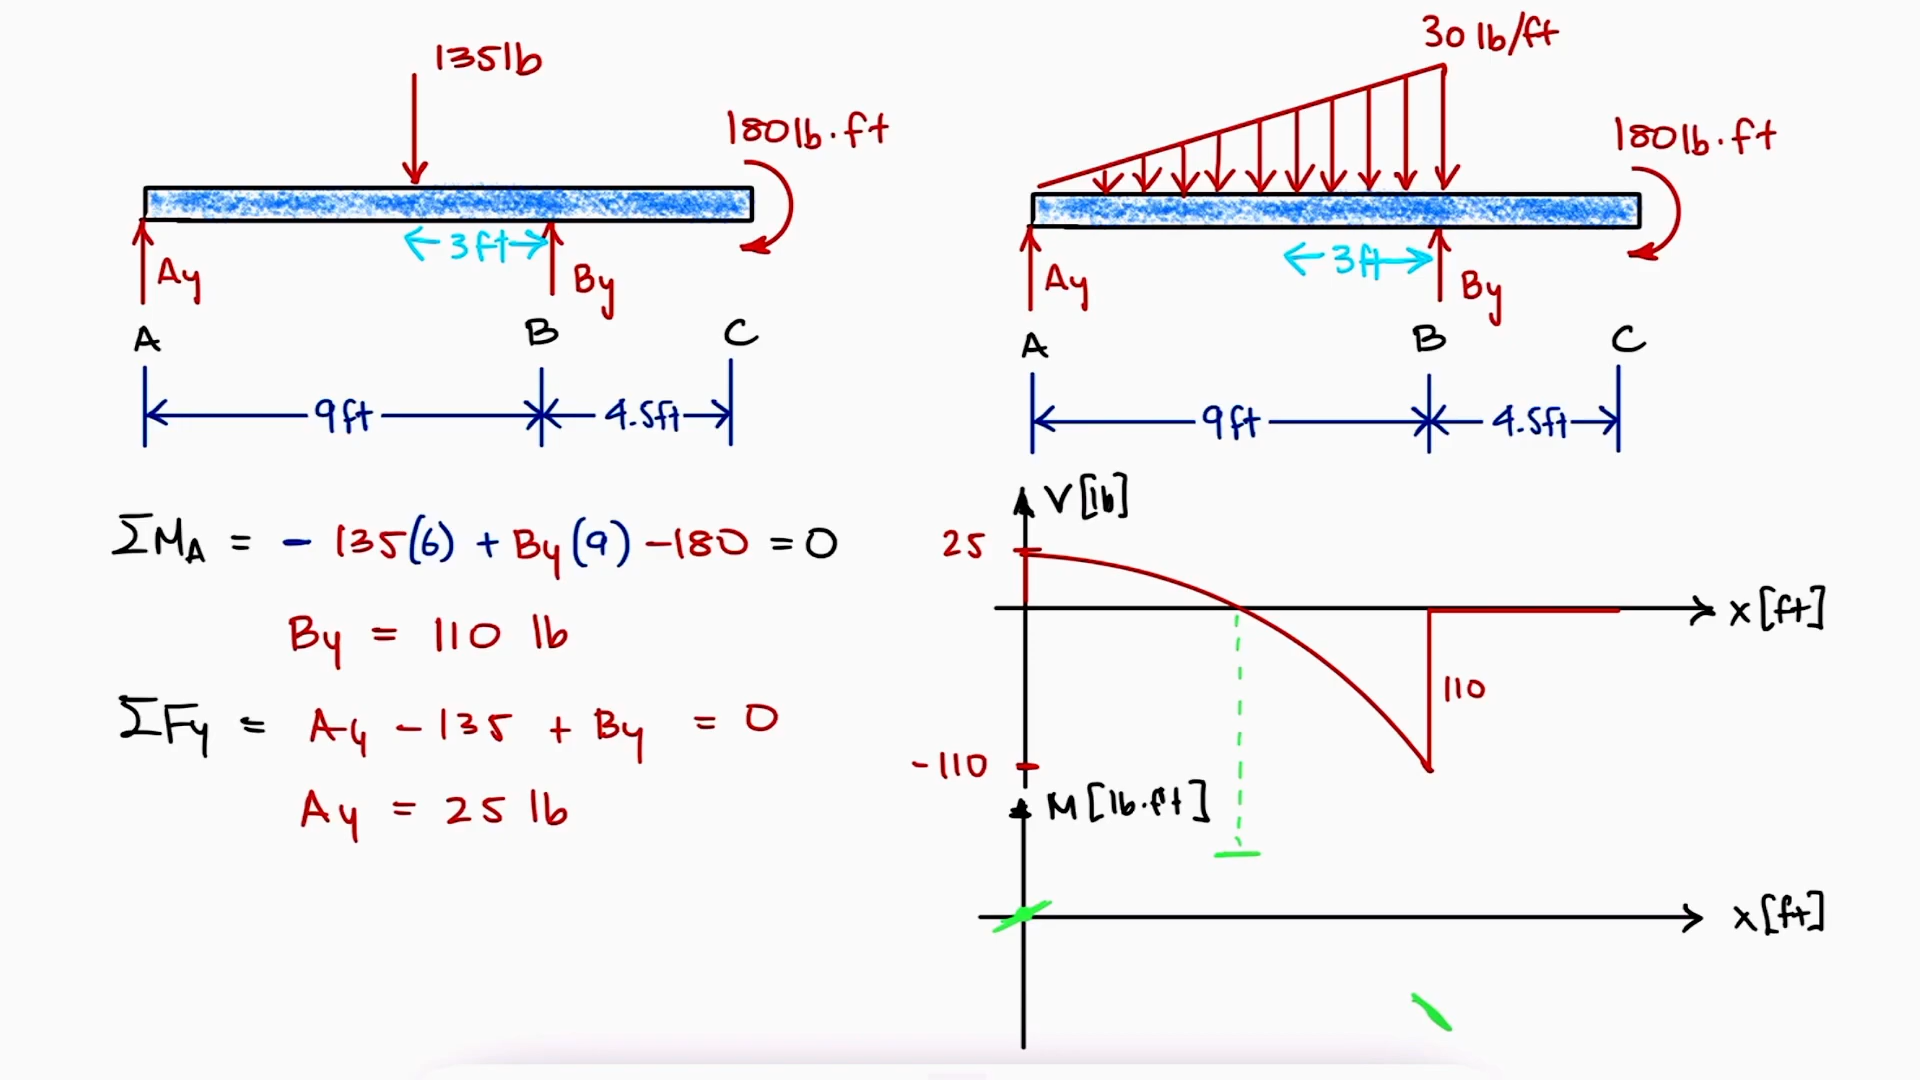 135lb
180lb.ft
3ft
Ay
By
A
B
C
9ft
4.5ft
ΣMA = - 135(6) + By(9) -180 = 0
By = 110 lb
ΣFy = Ay - 135 + By = 0
Ay = 25 lb
30 lb/ft
180lb.ft
3ft
Ay
By
A
B
C
9ft
4.5ft
V[lb]
25
x[ft]
110
-110
M[lb.ft]
x[ft]